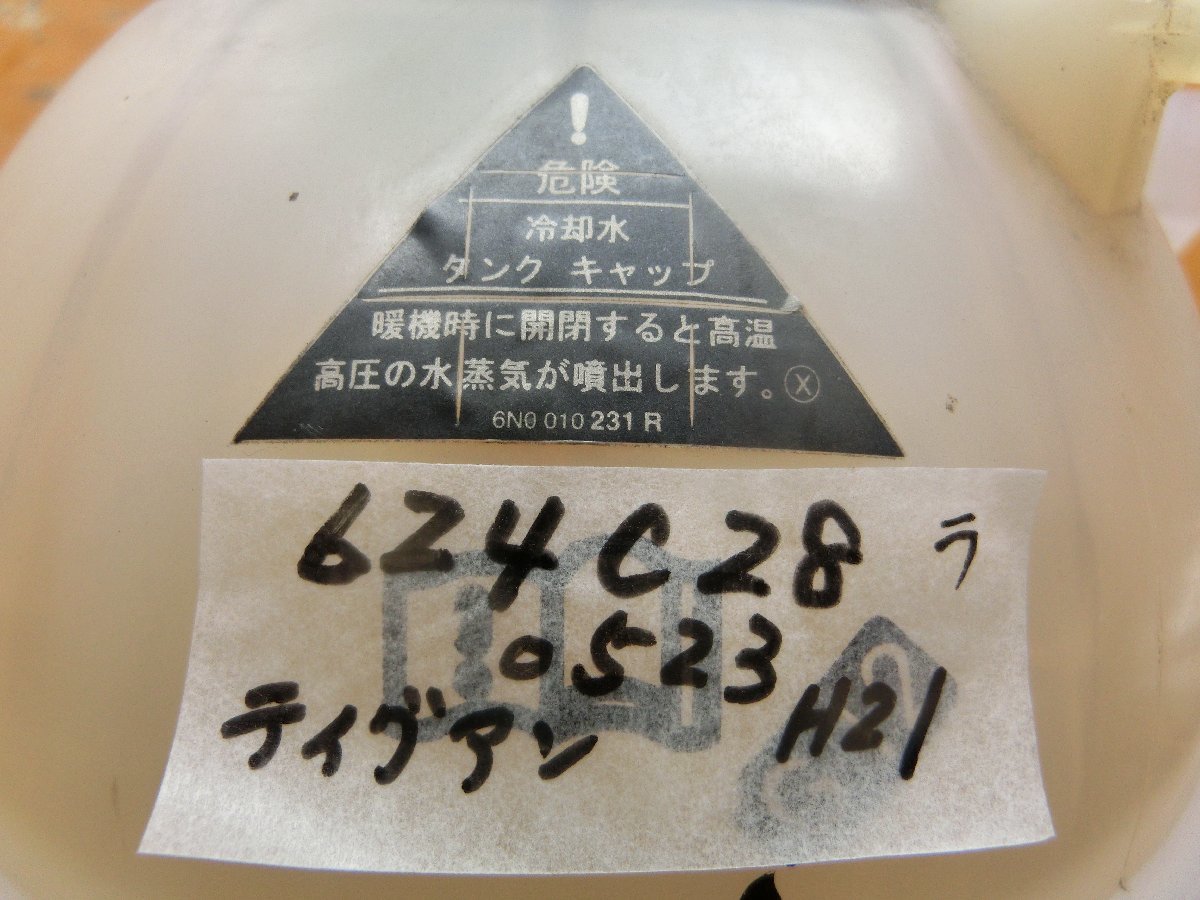 !
危険
冷却水
タンク キャップ
暖機時に開閉すると高温
高圧の水蒸気が噴出します。Ⓧ
6N0 010 231 R
624C28 ラ
0523
ティグアン H21